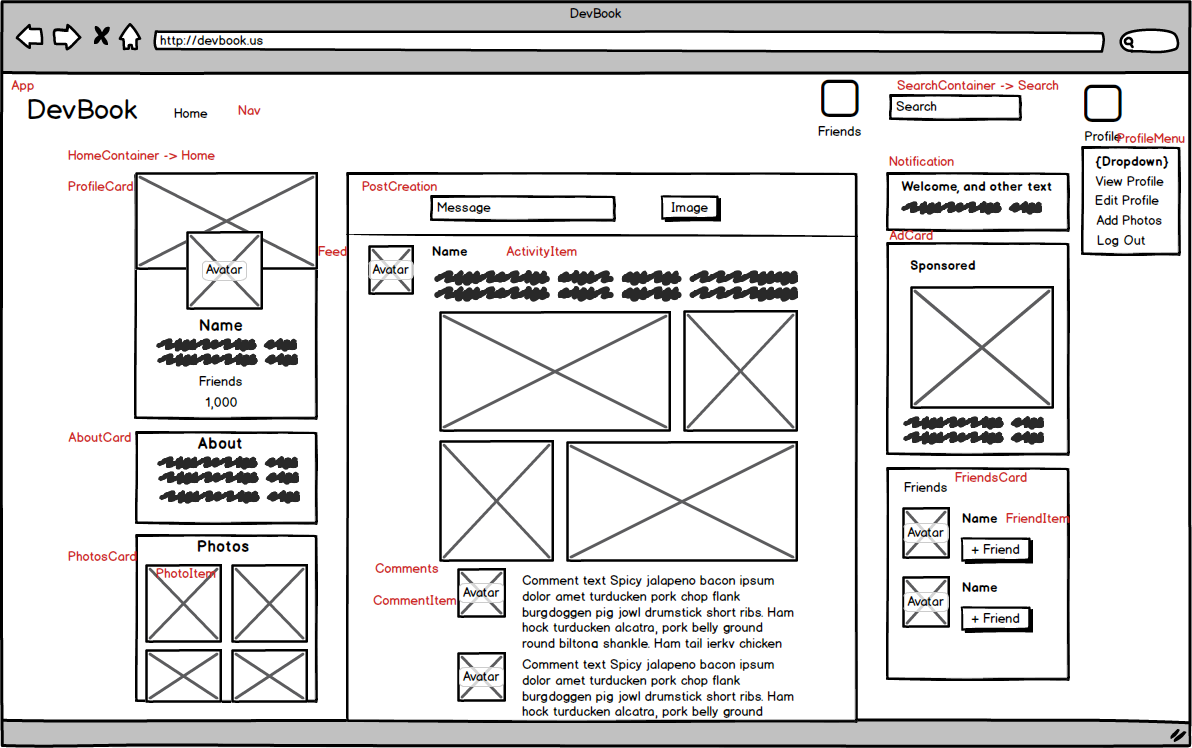 DevBook
http://devbook.us
App
DevBook
Home
Nav
Friends
SearchContainer -> Search
Search
Profile
ProfileMenu
{Dropdown}
View Profile
Edit Profile
Add Photos
Log Out
HomeContainer -> Home
ProfileCard
Avatar
Name
Friends
1,000
AboutCard
About
PhotosCard
Photos
PhotoItem
Feed
PostCreation
Message
Image
Avatar
Name
ActivityItem
Comments
CommentItem
Avatar
Comment text Spicy jalapeno bacon ipsum
dolor amet turducken pork chop flank
burgdoggen pig jowl drumstick short ribs. Ham
hock turducken alcatra, pork belly ground
round biltong shankle. Ham tail jerky chicken
Avatar
Comment text Spicy jalapeno bacon ipsum
dolor amet turducken pork chop flank
burgdoggen pig jowl drumstick short ribs. Ham
hock turducken alcatra, pork belly ground
Notification
Welcome, and other text
AdCard
Sponsored
FriendsCard
Friends
Avatar
Name
FriendItem
+ Friend
Avatar
Name
+ Friend